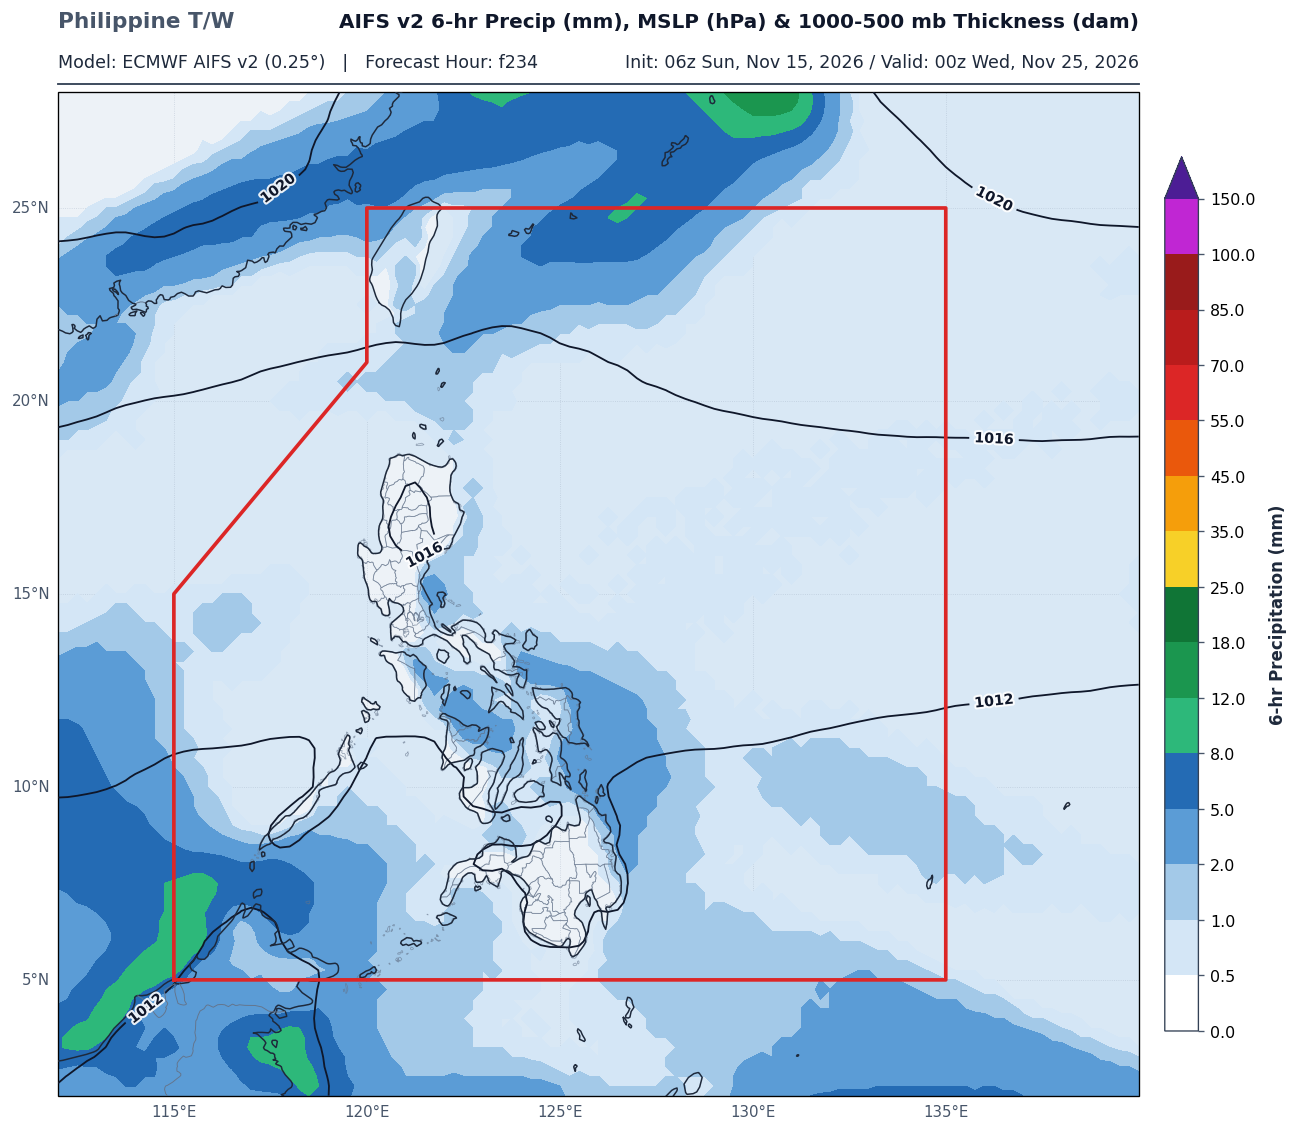 Philippine T/W
AIFS v2 6-hr Precip (mm), MSLP (hPa) & 1000-500 mb Thickness (dam)
Model: ECMWF AIFS v2 (0.25°) | Forecast Hour: f234
Init: 06z Sun, Nov 15, 2026 / Valid: 00z Wed, Nov 25, 2026
1020
1020
25°N
20°N
1016
1016
15°N
1012
10°N
5°N
1012
115°E
120°E
125°E
130°E
135°E
150.0
100.0
85.0
70.0
55.0
45.0
35.0
25.0
18.0
12.0
8.0
5.0
2.0
1.0
0.5
0.0
6-hr Precipitation (mm)